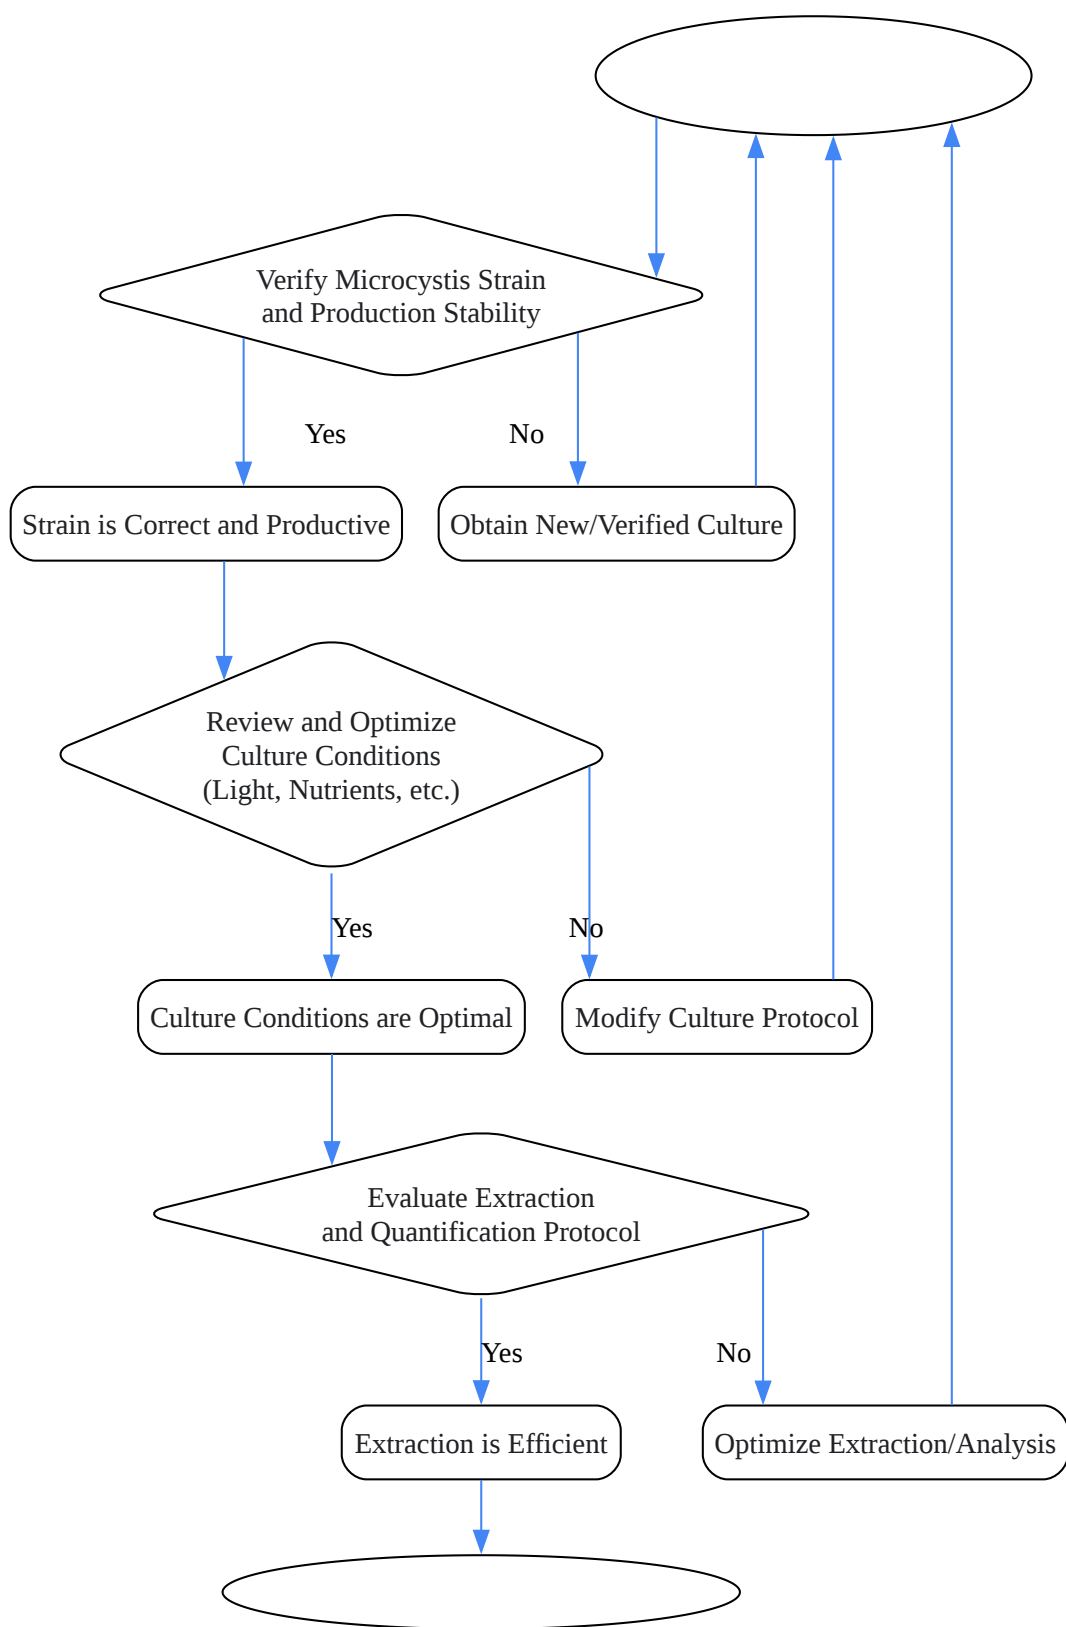 Verify Microcystis Strain
and Production Stability
Yes
No
Strain is Correct and Productive
Obtain New/Verified Culture
Review and Optimize
Culture Conditions
(Light, Nutrients, etc.)
Yes
No
Culture Conditions are Optimal
Modify Culture Protocol
Evaluate Extraction
and Quantification Protocol
Yes
No
Extraction is Efficient
Optimize Extraction/Analysis